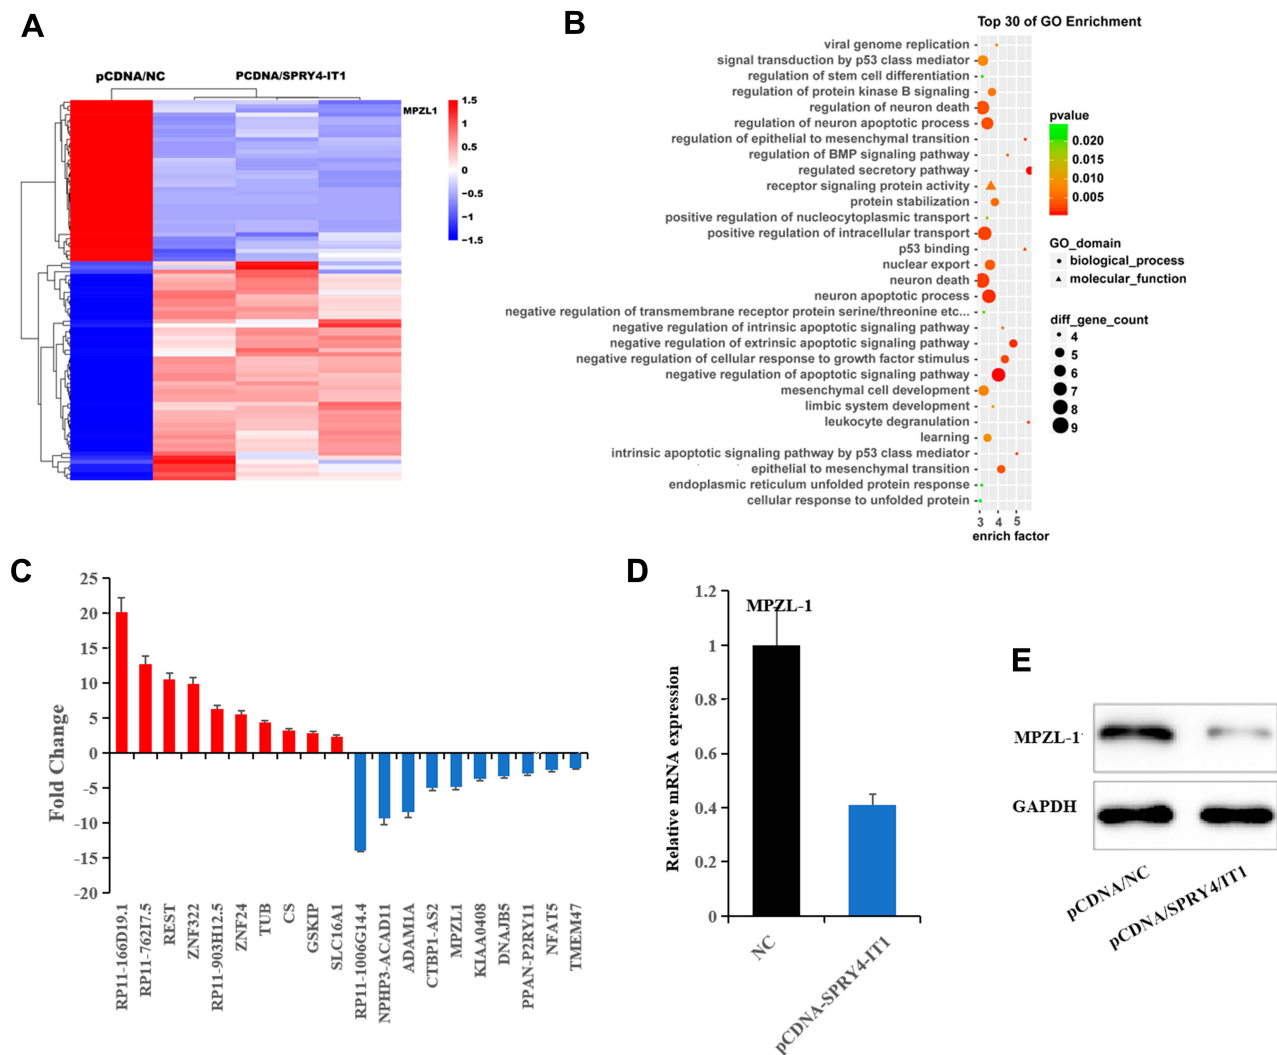 A
pCDNA/NC
PCDNA/SPRY4-IT1
MPZL1
1.5
1
0.5
0
−0.5
−1
−1.5
B
Top 30 of GO Enrichment
viral genome replication
signal transduction by p53 class mediator
regulation of stem cell differentiation
regulation of protein kinase B signaling
regulation of neuron death
regulation of neuron apoptotic process
regulation of epithelial to mesenchymal transition
regulation of BMP signaling pathway
regulated secretory pathway
receptor signaling protein activity
protein stabilization
positive regulation of nucleocytoplasmic transport
positive regulation of intracellular transport
p53 binding
nuclear export
neuron death
neuron apoptotic process
negative regulation of transmembrane receptor protein serine/threonine etc...
negative regulation of intrinsic apoptotic signaling pathway
negative regulation of extrinsic apoptotic signaling pathway
negative regulation of cellular response to growth factor stimulus
negative regulation of apoptotic signaling pathway
mesenchymal cell development
limbic system development
leukocyte degranulation
learning
intrinsic apoptotic signaling pathway by p53 class mediator
epithelial to mesenchymal transition
endoplasmic reticulum unfolded protein response
cellular response to unfolded protein
3 4 5
enrich factor
pvalue
0.020
0.015
0.010
0.005
GO_domain
biological_process
molecular_function
diff_gene_count
4
5
6
7
8
9
C
Fold Change
25
20
15
10
5
0
-5
-10
-15
-20
RP11-166D19.1
RP11-762I7.5
REST
ZNF322
RP11-903H12.5
ZNF24
TUB
CS
GSKIP
SLC16A1
RP11-1006G14.4
NPHP3-ACAD11
ADAM1A
CTBP1-AS2
MPZL1
KIAA0408
DNAJB5
PPAN-P2RY11
NFAT5
TMEM47
D
Relative mRNA expression
1.2
1
0.8
0.6
0.4
0.2
0
MPZL-1
NC
pCDNA-SPRY4-IT1
E
MPZL-1
GAPDH
pCDNA/NC
pCDNA/SPRY4/IT1